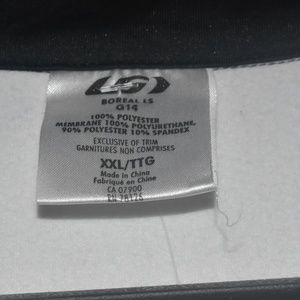 BOREAL LS
G14
100% POLYESTER
MEMBRANE 100% POLYURETHANE,
90% POLYESTER 10% SPANDEX
EXCLUSIVE OF TRIM
GARNITURES NON COMPRISES
XXL/TTG
Made in China
Fabriqué en Chine
CA 07900